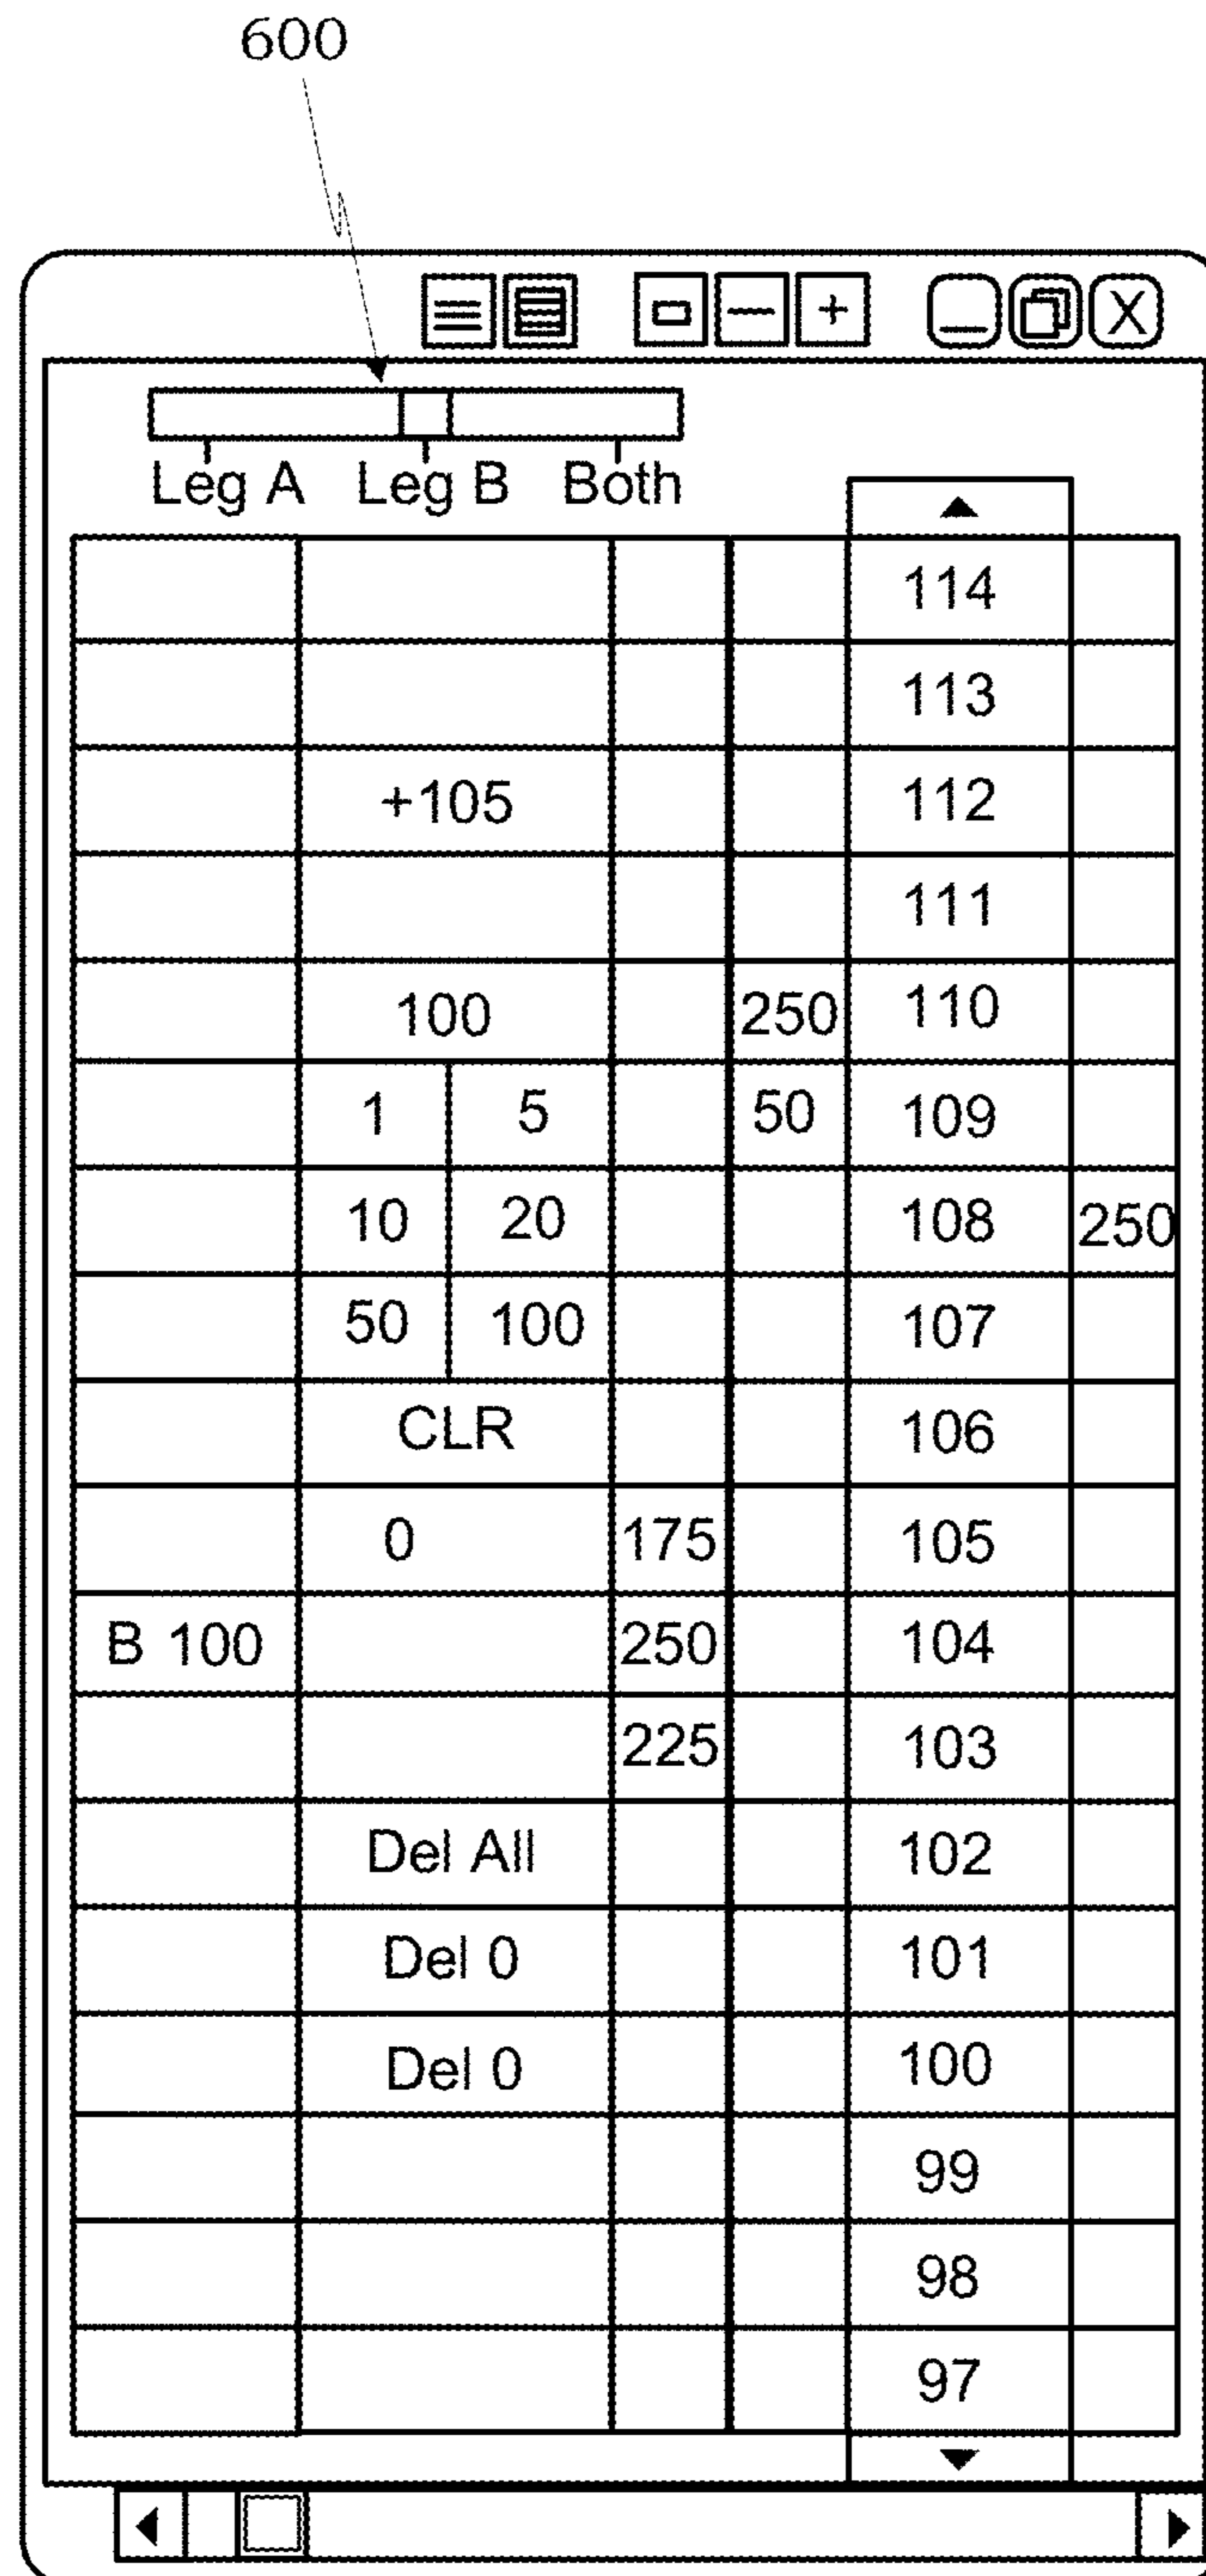 600
X
Leg A Leg B Both
114
113
+105 112
111
100 250 110
1 5 50 109
10 20 108 250
50 100 107
CLR 106
0 175 105
B 100 250 104
225 103
Del All 102
Del 0 101
Del 0 100
99
98
97